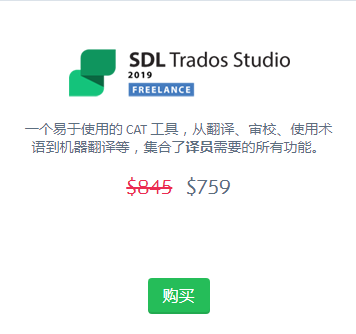 SDL Trados Studio
2019
FREELANCE
一个易于使用的 CAT 工具，从翻译、审校、使用术
语到机器翻译等，集合了译员需要的所有功能。
$845 $759
购买